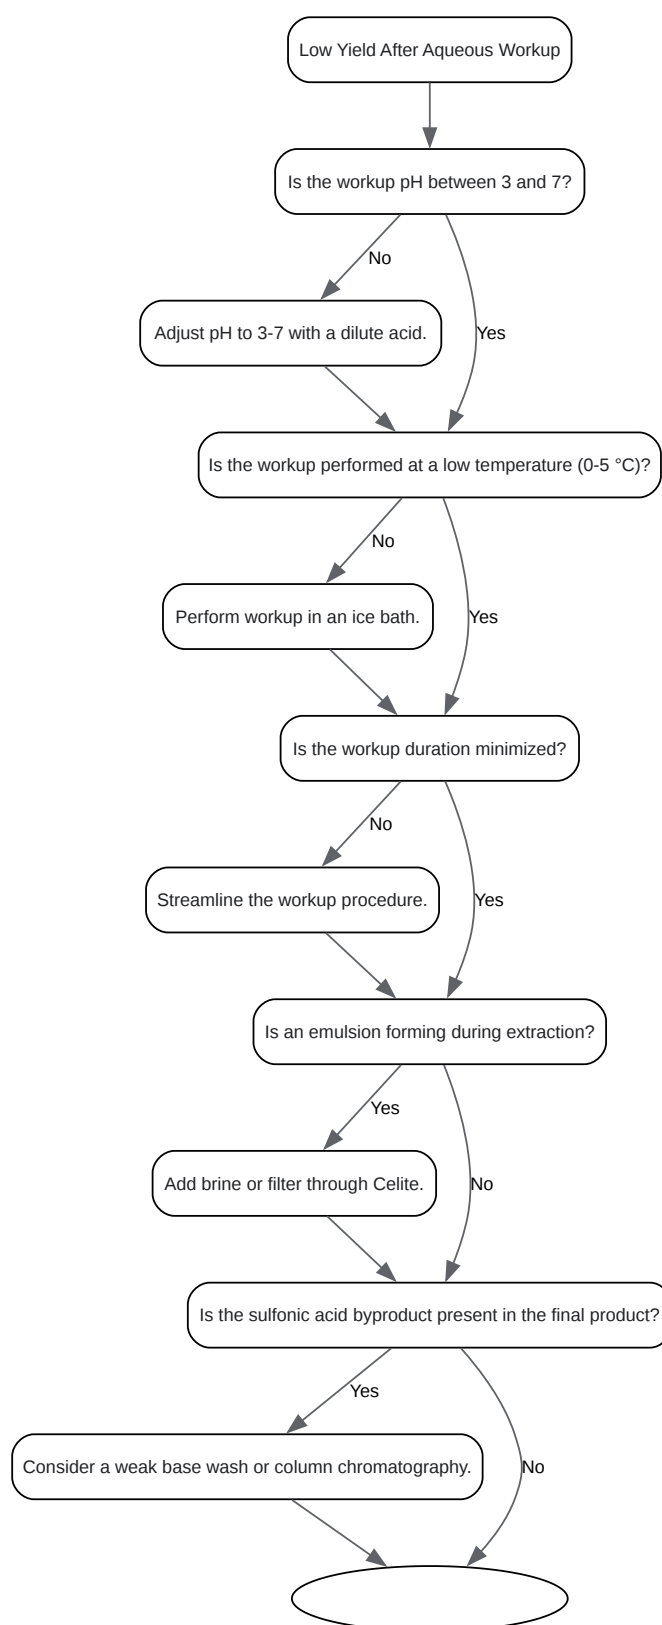 Low Yield After Aqueous Workup
Is the workup pH between 3 and 7?
No
Adjust pH to 3-7 with a dilute acid.
Yes
Is the workup performed at a low temperature (0-5 °C)?
No
Perform workup in an ice bath.
Yes
Is the workup duration minimized?
No
Streamline the workup procedure.
Yes
Is an emulsion forming during extraction?
Yes
Add brine or filter through Celite.
No
Is the sulfonic acid byproduct present in the final product?
Yes
Consider a weak base wash or column chromatography.
No